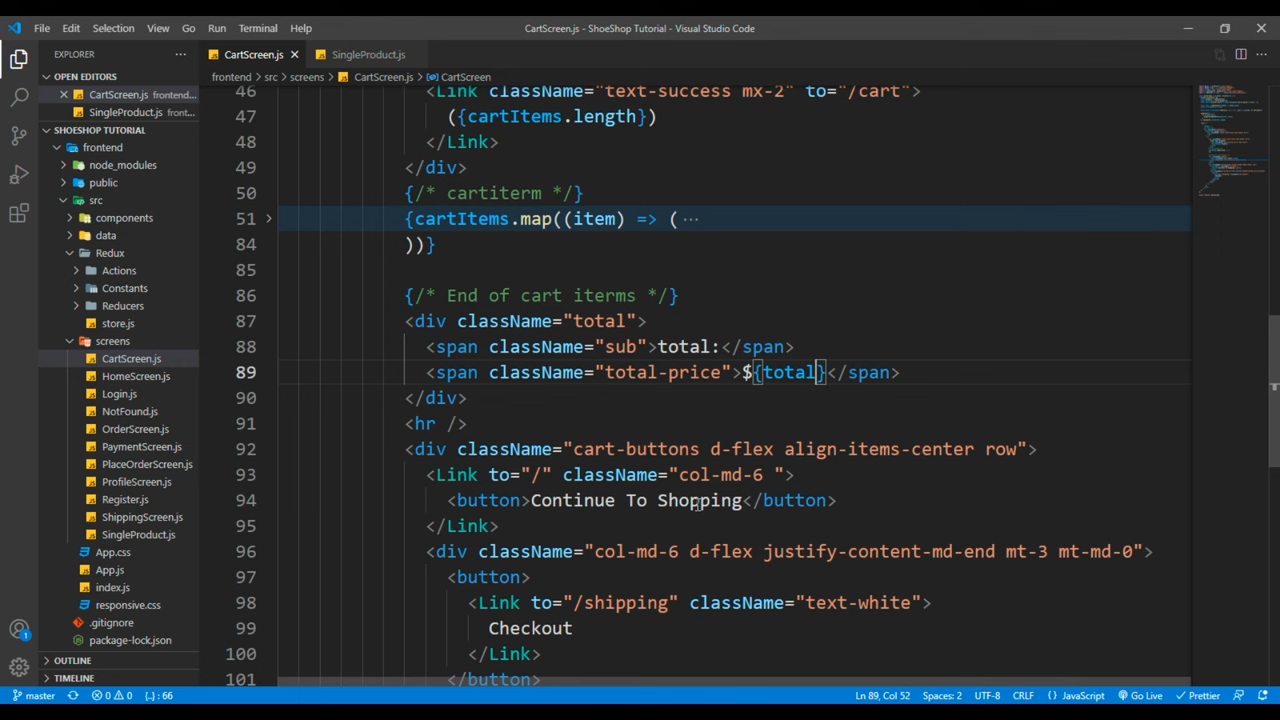 File Edit Selection View Go Run Terminal Help
CartScreen.js - ShoeShop Tutorial - Visual Studio Code
EXPLORER
OPEN EDITORS
CartScreen.js frontend...
SingleProduct.js front...
SHOESHOP TUTORIAL
frontend
node_modules
public
src
components
data
Redux
Actions
Constants
Reducers
store.js
screens
CartScreen.js
HomeScreen.js
Login.js
NotFound.js
OrderScreen.js
PaymentScreen.js
PlaceOrderScreen.js
ProfileScreen.js
Register.js
ShippingScreen.js
SingleProduct.js
App.css
App.js
index.js
responsive.css
.gitignore
package-lock.json
OUTLINE
TIMELINE
CartScreen.js SingleProduct.js
frontend > src > screens > CartScreen.js > CartScreen
46 <Link className="text-success mx-2" to="/cart">
47 ({cartItems.length})
48 </Link>
49 </div>
50 {/* cartiterm */}
51 {cartItems.map((item) => ( ...
84 ))}
85
86 {/* End of cart iterms */}
87 <div className="total">
88 <span className="sub">total:</span>
89 <span className="total-price">${total}</span>
90 </div>
91 <hr />
92 <div className="cart-buttons d-flex align-items-center row">
93 <Link to="/" className="col-md-6 ">
94 <button>Continue To Shopping</button>
95 </Link>
96 <div className="col-md-6 d-flex justify-content-md-end mt-3 mt-md-0">
97 <button>
98 <Link to="/shipping" className="text-white">
99 Checkout
100 </Link>
101 </button>
1
master 0 0 {..} : 66 Ln 89, Col 52 Spaces: 2 UTF-8 CRLF {} JavaScript Go Live Prettier